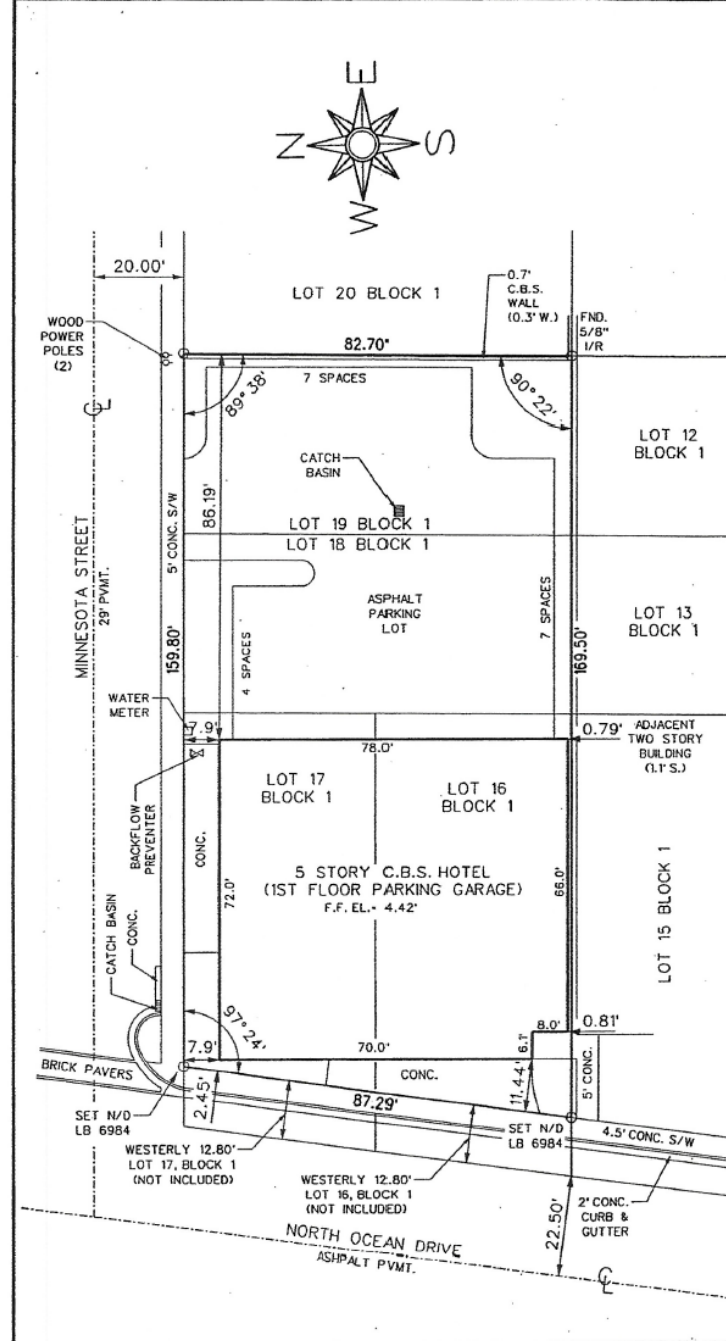 E
N
S
W
20.00'
LOT 20 BLOCK 1
0.7'
C.B.S.
WALL
(0.3' W.)
FND.
5/8"
I/R
WOOD
POWER
POLES
(2)
82.70"
7 SPACES
89°38'
90°22'
CL
LOT 12
BLOCK 1
CATCH
BASIN
86.19'
5' CONC. S/W
LOT 19 BLOCK 1
LOT 18 BLOCK 1
MINNESOTA STREET
29' PVMT.
ASPHALT
PARKING
LOT
7 SPACES
4 SPACES
159.80'
169.50'
LOT 13
BLOCK 1
WATER
METER
7.9'
78.0'
0.79'
ADJACENT
TWO STORY
BUILDING
(1.1' S.)
LOT 17
BLOCK 1
LOT 16
BLOCK 1
BACKFLOW
PREVENTER
CONC.
5 STORY C.B.S. HOTEL
(1ST FLOOR PARKING GARAGE)
F.F. EL.- 4.42'
72.0'
66.0'
LOT 15 BLOCK 1
CATCH BASIN
CONC.
97°24'
8.0'
0.81'
7.9'
70.0'
6.1'
BRICK PAVERS
CONC.
5' CONC.
2.45'
87.29'
11.44'
SET N/D
LB 6984
SET N/D
LB 6984
4.5' CONC. S/W
WESTERLY 12.80'
LOT 17, BLOCK 1
(NOT INCLUDED)
WESTERLY 12.80'
LOT 16, BLOCK 1
(NOT INCLUDED)
2' CONC.
CURB &
GUTTER
22.50'
NORTH OCEAN DRIVE
ASHPALT PVMT.
CL